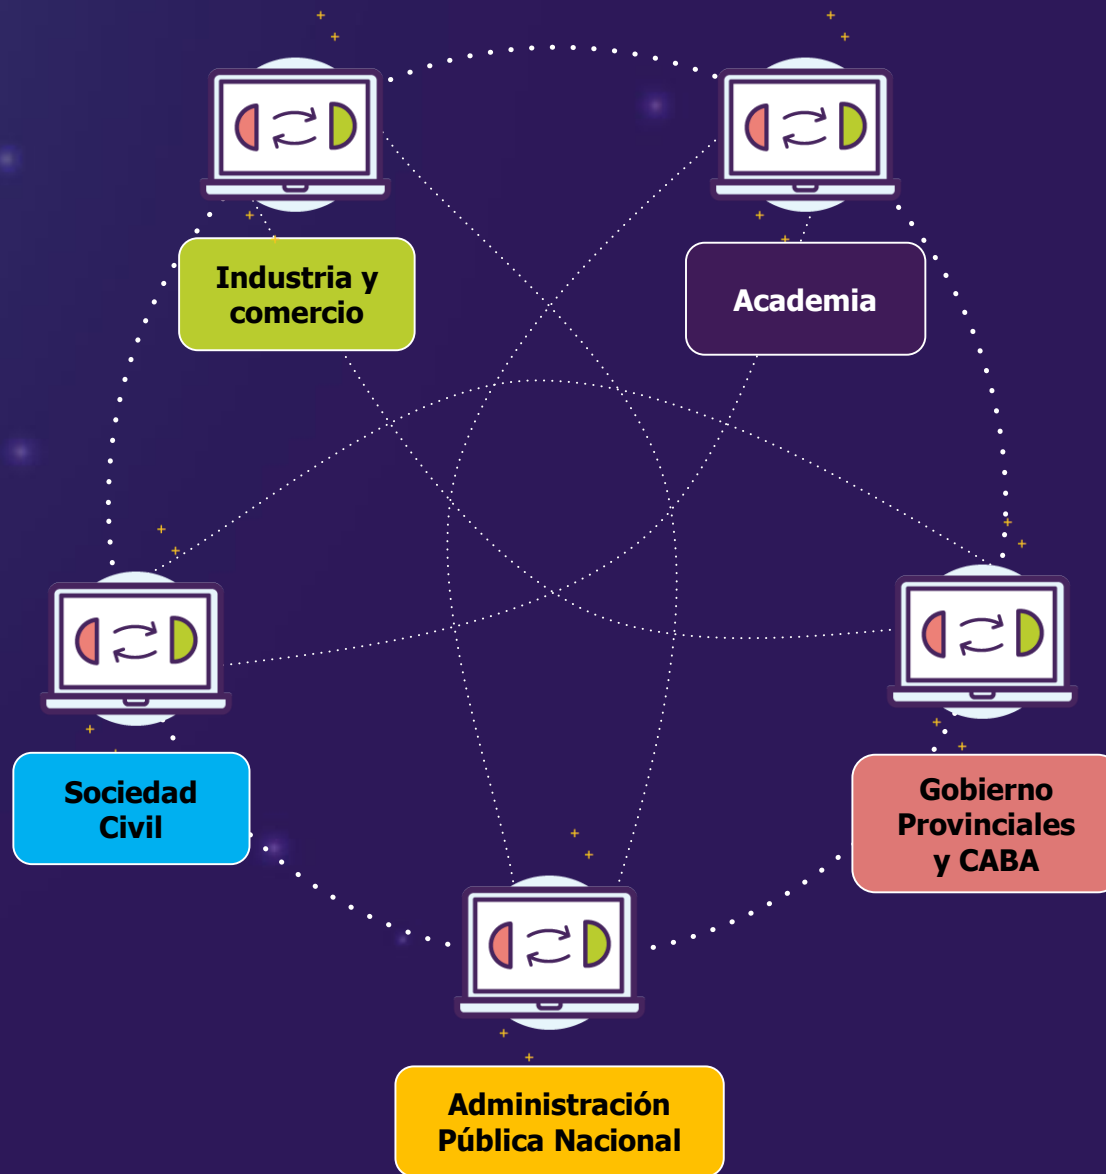 Industria y
comercio
Academia
Sociedad
Civil
Gobierno
Provinciales
y CABA
Administración
Pública Nacional